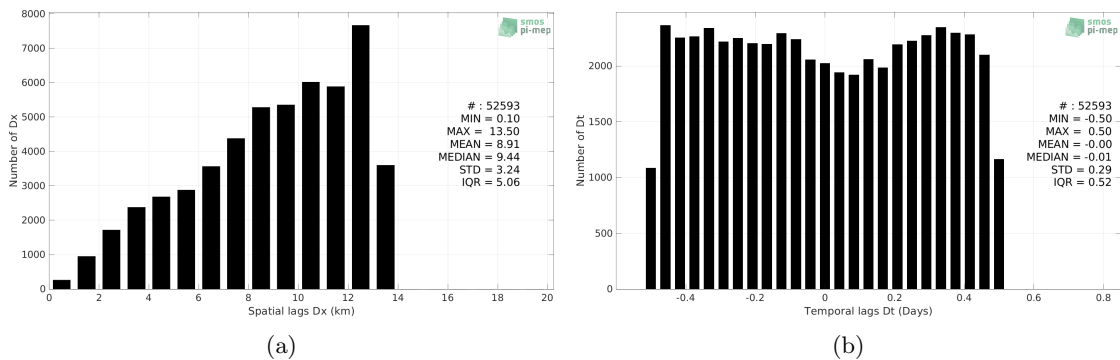 8000
7000
6000
5000
4000
3000
2000
1000
0
Number of Dx
0 2 4 6 8 10 12 14 16 18 20
Spatial lags Dx (km)
smos
pi-mep
# : 52593
MIN = 0.10
MAX = 13.50
MEAN = 8.91
MEDIAN = 9.44
STD = 3.24
IQR = 5.06
(a)
2000
1500
1000
500
0
Number of Dt
-0.4 -0.2 0 0.2 0.4 0.6 0.8
Temporal lags Dt (Days)
smos
pi-mep
# : 52593
MIN = -0.50
MAX = 0.50
MEAN = -0.00
MEDIAN = -0.01
STD = 0.29
IQR = 0.52
(b)